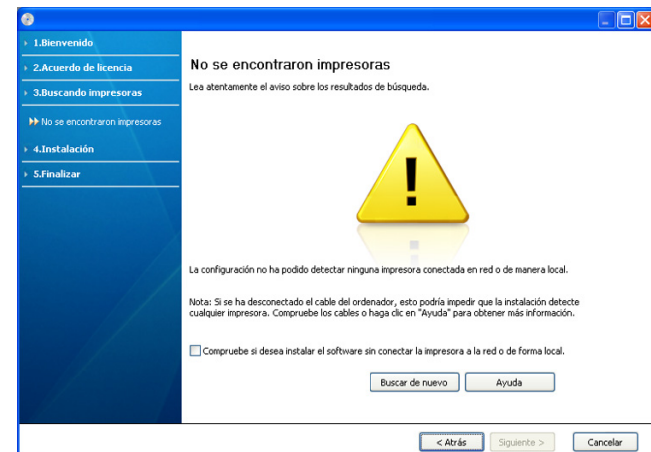 1.Bienvenido
2.Acuerdo de licencia
3.Buscando impresoras
No se encontraron impresoras
4.Instalación
5.Finalizar
No se encontraron impresoras
Lea atentamente el aviso sobre los resultados de búsqueda.
La configuración no ha podido detectar ninguna impresora conectada en red o de manera local.
Nota: Si se ha desconectado el cable del ordenador, esto podría impedir que la instalación detecte
cualquier impresora. Compruebe los cables o haga clic en "Ayuda" para obtener más información.
Compruebe si desea instalar el software sin conectar la impresora a la red o de forma local.
Buscar de nuevo
Ayuda
< Atrás
Siguiente >
Cancelar